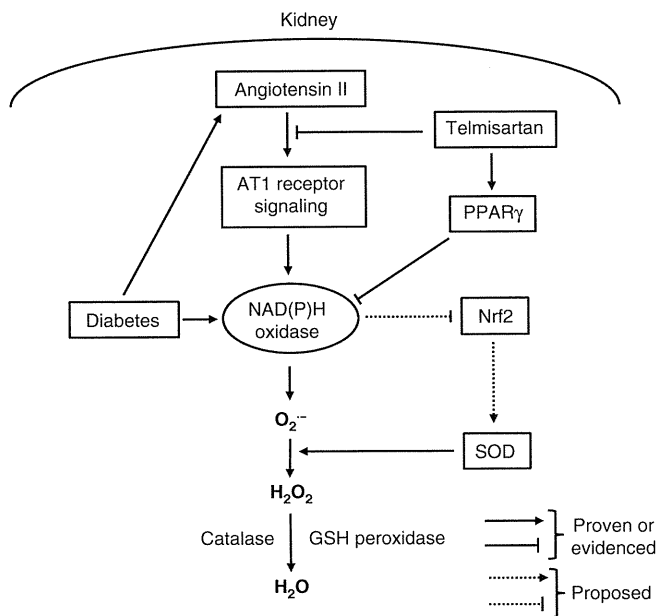 Kidney
Angiotensin II
Telmisartan
AT1 receptor
signaling
PPARγ
Diabetes
NAD(P)H
oxidase
Nrf2
O₂·−
SOD
H₂O₂
Catalase
GSH peroxidase
H₂O
Proven or
evidenced
Proposed